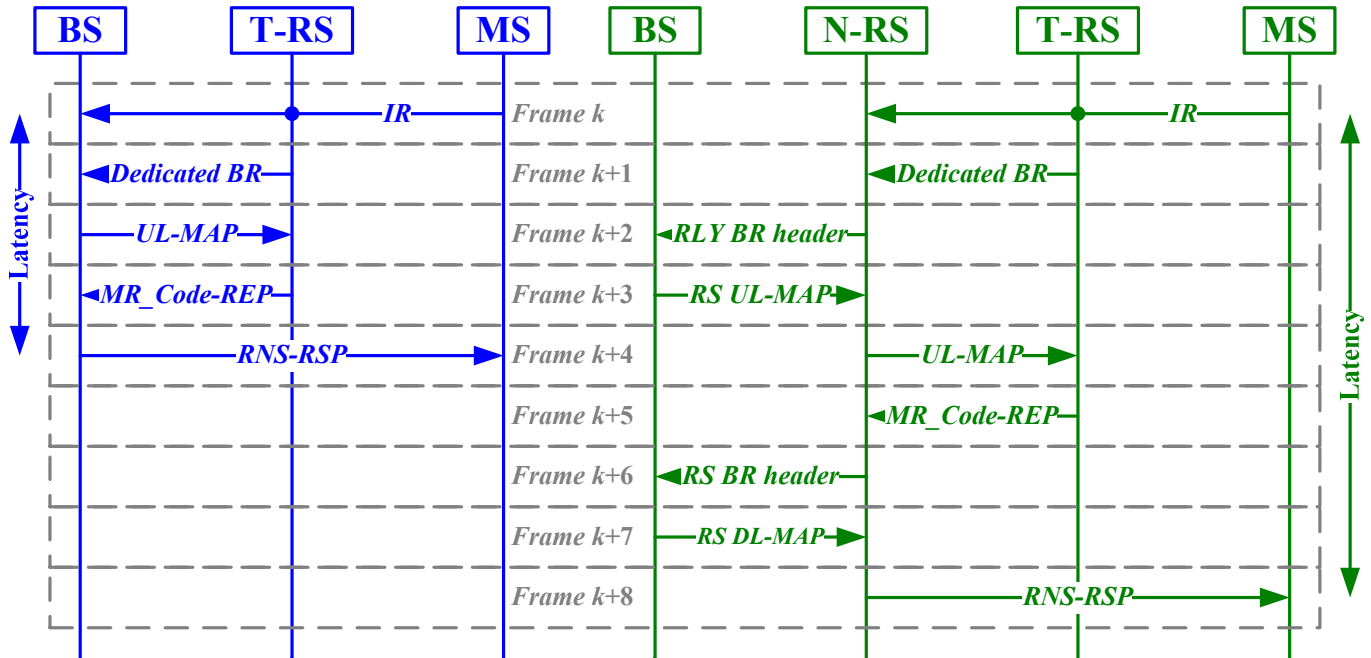 BS T-RS MS BS N-RS T-RS MS
IR Frame k IR
Dedicated BR Frame k+1 Dedicated BR
UL-MAP Frame k+2 RLY BR header
MR_Code-REP Frame k+3 RS UL-MAP
RNS-RSP Frame k+4 UL-MAP
Frame k+5 MR_Code-REP
Frame k+6 RS BR header
Frame k+7 RS DL-MAP
Frame k+8 RNS-RSP
Latency
Latency